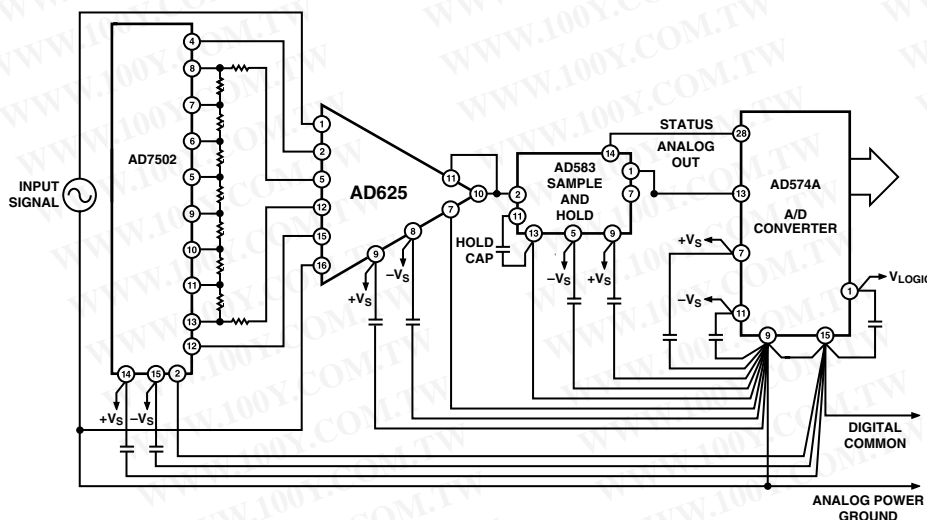 AD7502
4
8
7
6
5
9
10
11
13
12
14
15
2
+VS
−VS
INPUT
SIGNAL
AD625
1
2
5
12
15
16
11
10
7
8
9
−VS
+VS
AD583
SAMPLE
AND
HOLD
2
11
14
1
7
13
5
9
HOLD
CAP
−VS
+VS
STATUS
ANALOG
OUT
AD574A
A/D
CONVERTER
28
13
7
11
9
15
1
+VS
−VS
VLOGIC
DIGITAL
COMMON
ANALOG POWER
GROUND
WWW.100Y.COM.TW